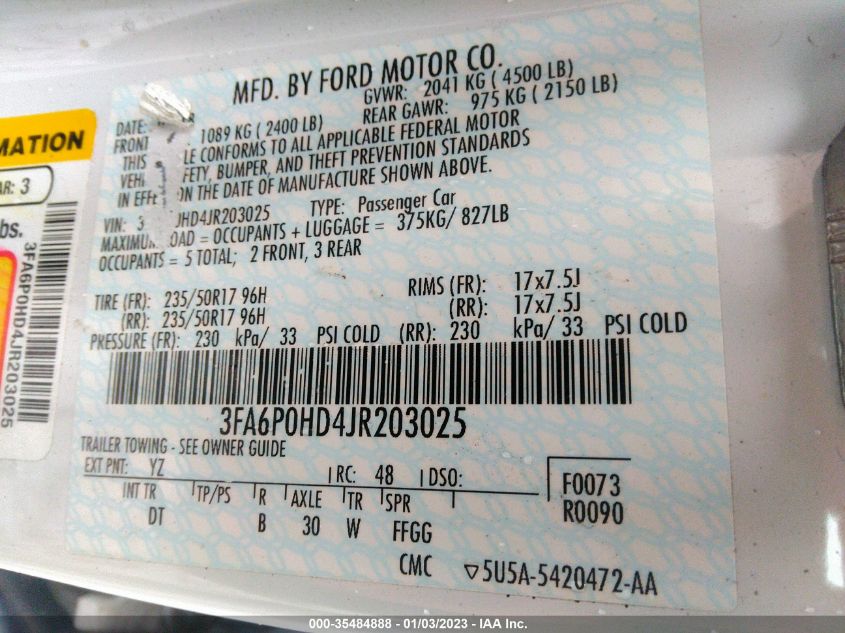 MFD. BY FORD MOTOR CO.
DATE: GVWR: 2041 KG ( 4500 LB)
FRONT 1089 KG ( 2400 LB) REAR GAWR: 975 KG ( 2150 LB)
THIS LE CONFORMS TO ALL APPLICABLE FEDERAL MOTOR
VEHI FETY, BUMPER, AND THEFT PREVENTION STANDARDS
IN EFFE ON THE DATE OF MANUFACTURE SHOWN ABOVE.
VIN: 3 HD4JR203025 TYPE: Passenger Car
MAXIMUM OAD = OCCUPANTS + LUGGAGE = 375KG/ 827LB
OCCUPANTS = 5 TOTAL; 2 FRONT, 3 REAR
TIRE (FR): 235/50R17 96H RIMS (FR): 17x7.5J
(RR): 235/50R17 96H (RR): 17x7.5J
PRESSURE (FR): 230 kPa/ 33 PSI COLD (RR): 230 kPa/ 33 PSI COLD
3FA6P0HD4JR203025
TRAILER TOWING - SEE OWNER GUIDE
EXT PNT: YZ RC: 48 DSO:
INT TR TP/PS R AXLE TR SPR
DT B 30 W FFGG
F0073
R0090
CMC ▽5U5A-5420472-AA
MATION
AR: 3
bs.
3FA6P0HD4JR203025
000-35484888 - 01/03/2023 - IAA Inc.